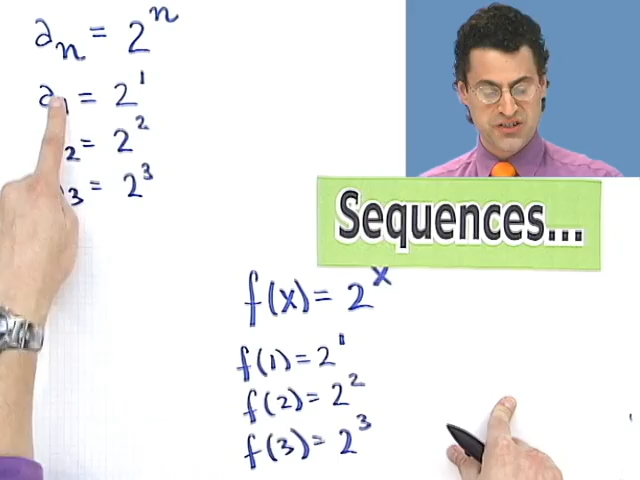 aₙ = 2ⁿ
a₁ = 2¹
₂ = 2²
₃ = 2³
Sequences...
f(x) = 2ˣ
f(1) = 2¹
f(2) = 2²
f(3) = 2³